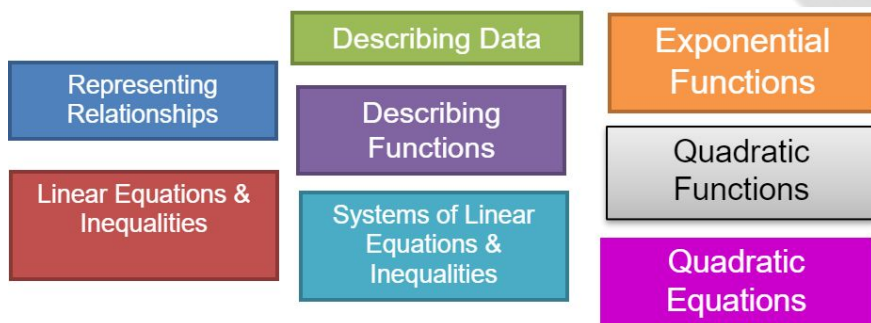 Representing
Relationships
Linear Equations &
Inequalities
Describing Data
Describing
Functions
Systems of Linear
Equations &
Inequalities
Exponential
Functions
Quadratic
Functions
Quadratic
Equations